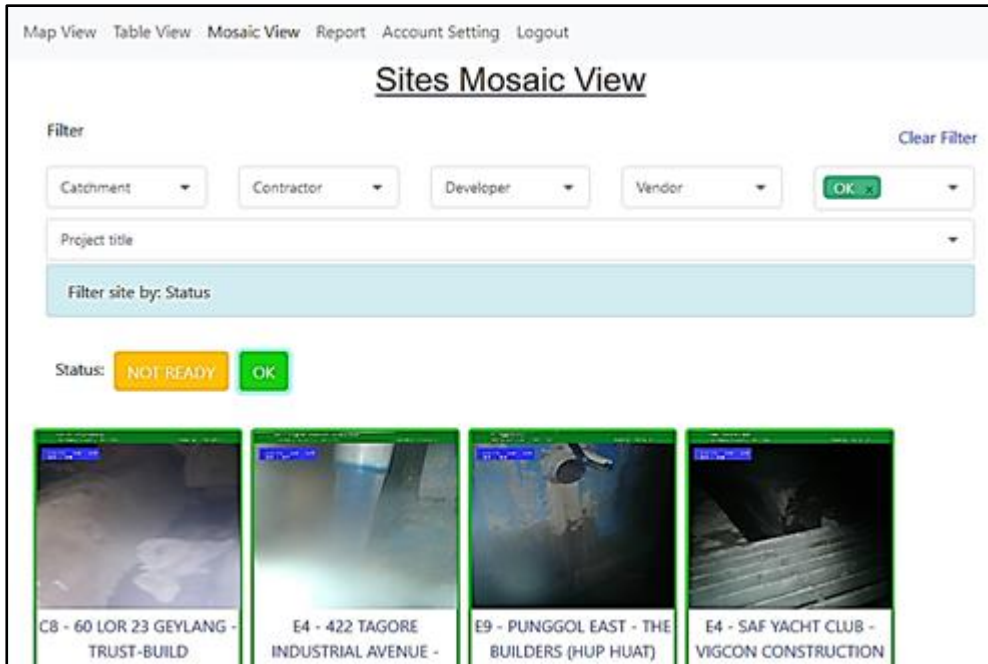 Map View Table View Mosaic View Report Account Setting Logout
Sites Mosaic View
Filter
Clear Filter
Catchment Contractor Developer Vendor OK x
Project title
Filter site by: Status
Status: NOT READY OK
C8 - 60 LOR 23 GEYLANG -
TRUST-BUILD
E4 - 422 TAGORE
INDUSTRIAL AVENUE -
E9 - PUNGGOL EAST - THE
BUILDERS (HUP HUAT)
E4 - SAF YACHT CLUB -
VIGCON CONSTRUCTION